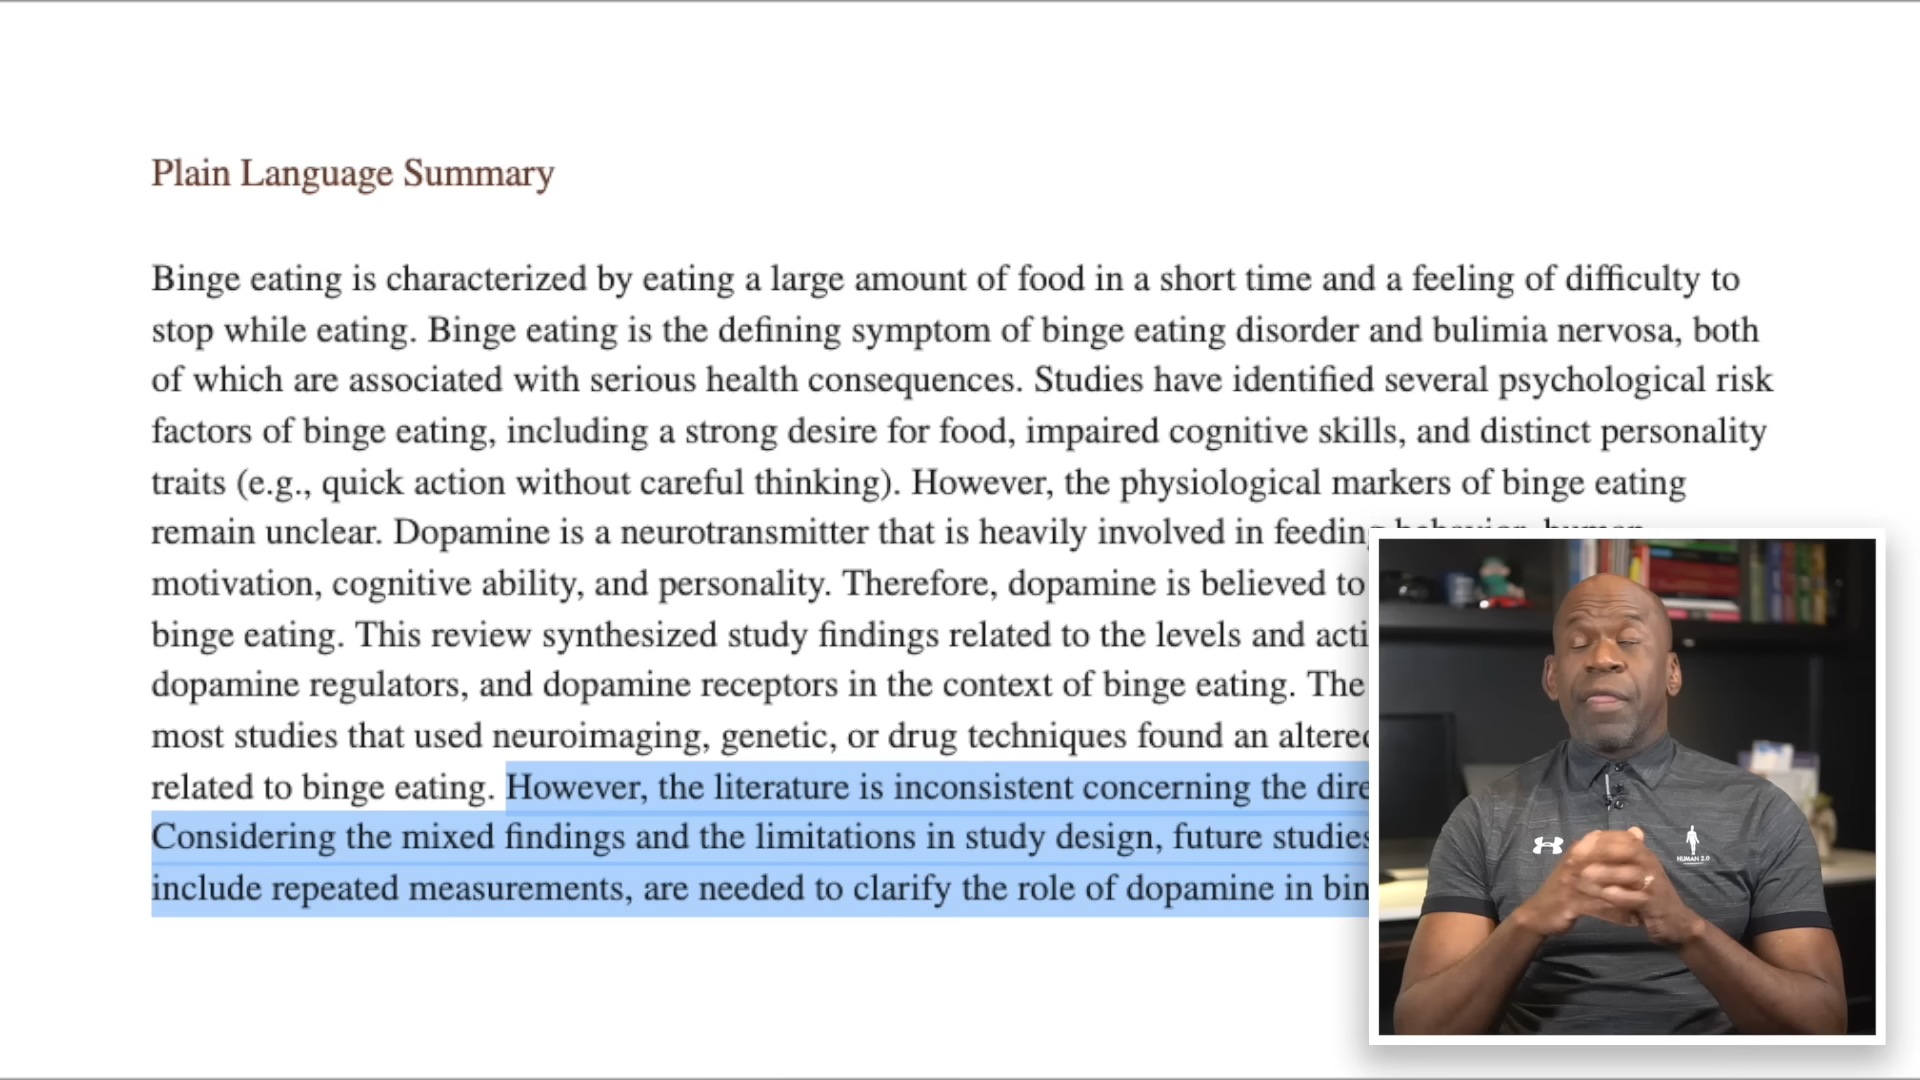 Plain Language Summary
Binge eating is characterized by eating a large amount of food in a short time and a feeling of difficulty to
stop while eating. Binge eating is the defining symptom of binge eating disorder and bulimia nervosa, both
of which are associated with serious health consequences. Studies have identified several psychological risk
factors of binge eating, including a strong desire for food, impaired cognitive skills, and distinct personality
traits (e.g., quick action without careful thinking). However, the physiological markers of binge eating
remain unclear. Dopamine is a neurotransmitter that is heavily involved in feeding behavior, human
motivation, cognitive ability, and personality. Therefore, dopamine is believed to
binge eating. This review synthesized study findings related to the levels and
dopamine regulators, and dopamine receptors in the context of binge eating. The
most studies that used neuroimaging, genetic, or drug techniques found an altered
related to binge eating. However, the literature is inconsistent concerning the
Considering the mixed findings and the limitations in study design, future studies
include repeated measurements, are needed to clarify the role of dopamine in
HUMAN 2.0